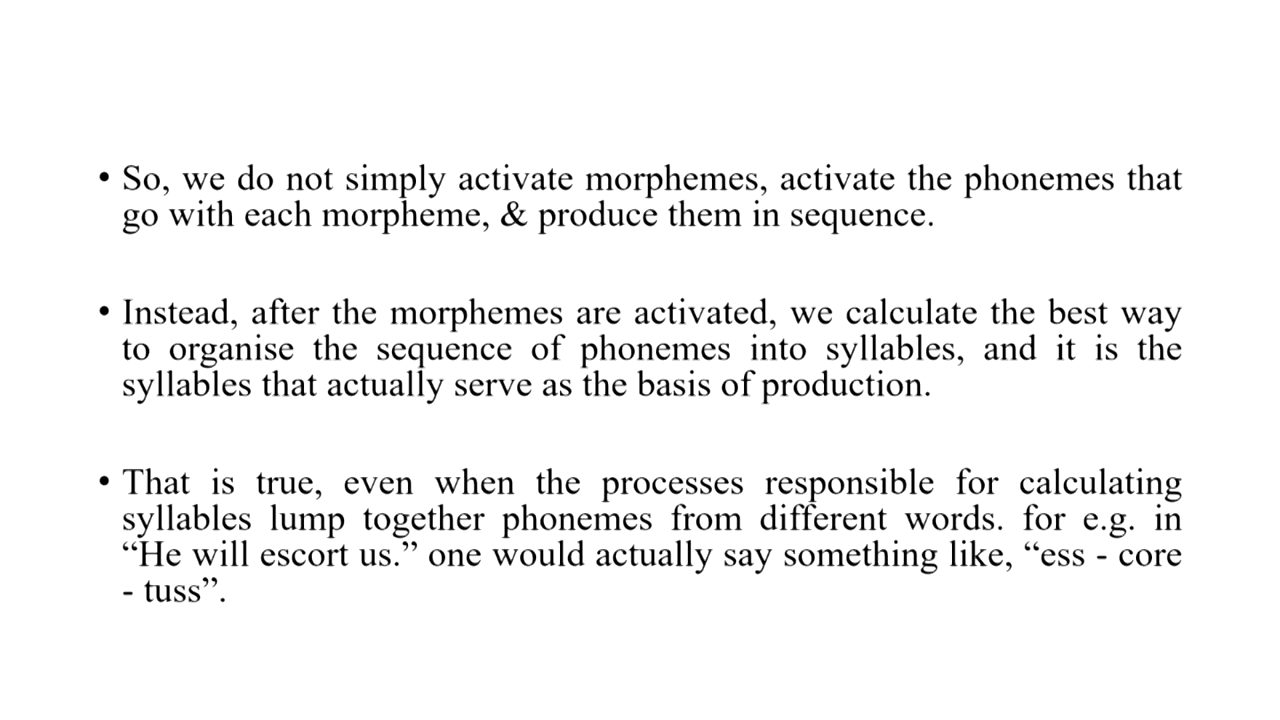 • So, we do not simply activate morphemes, activate the phonemes that
go with each morpheme, & produce them in sequence.
• Instead, after the morphemes are activated, we calculate the best way
to organise the sequence of phonemes into syllables, and it is the
syllables that actually serve as the basis of production.
• That is true, even when the processes responsible for calculating
syllables lump together phonemes from different words. for e.g. in
“He will escort us.” one would actually say something like, “ess - core
- tuss”.